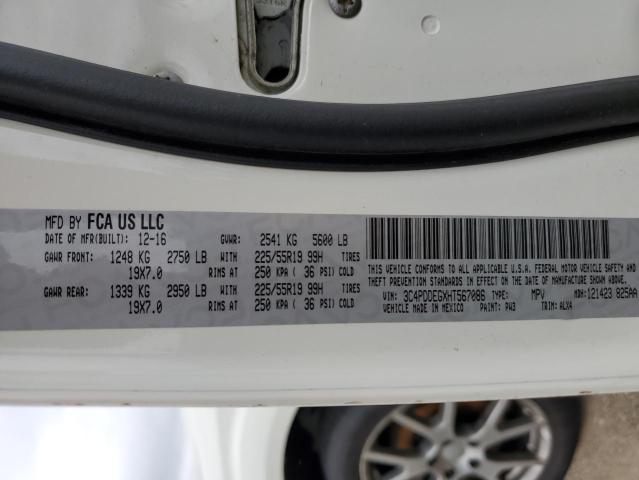 MFD BY FCA US LLC
DATE OF MFR(BUILT): 12-16 GVWR: 2541 KG 5600 LB
GAWR FRONT: 1248 KG 2750 LB WITH 225/55R19 99H TIRES
19X7.0 RIMS AT 250 KPA ( 36 PSI) COLD
GAWR REAR: 1339 KG 2950 LB WITH 225/55R19 99H TIRES
19X7.0 RIMS AT 250 KPA ( 36 PSI) COLD
THIS VEHICLE CONFORMS TO ALL APPLICABLE U.S.A. FEDERAL MOTOR VEHICLE SAFETY, BUMPER AND
THEFT PREVENTION STANDARDS IN EFFECT ON THE DATE OF MANUFACTURE SHOWN ABOVE.
VIN: 3C4PDDEGXHT567086 TYPE: MPV MDH:121423 825AA
VEHICLE MADE IN MEXICO PAINT: PW3 TRIM: ALX4